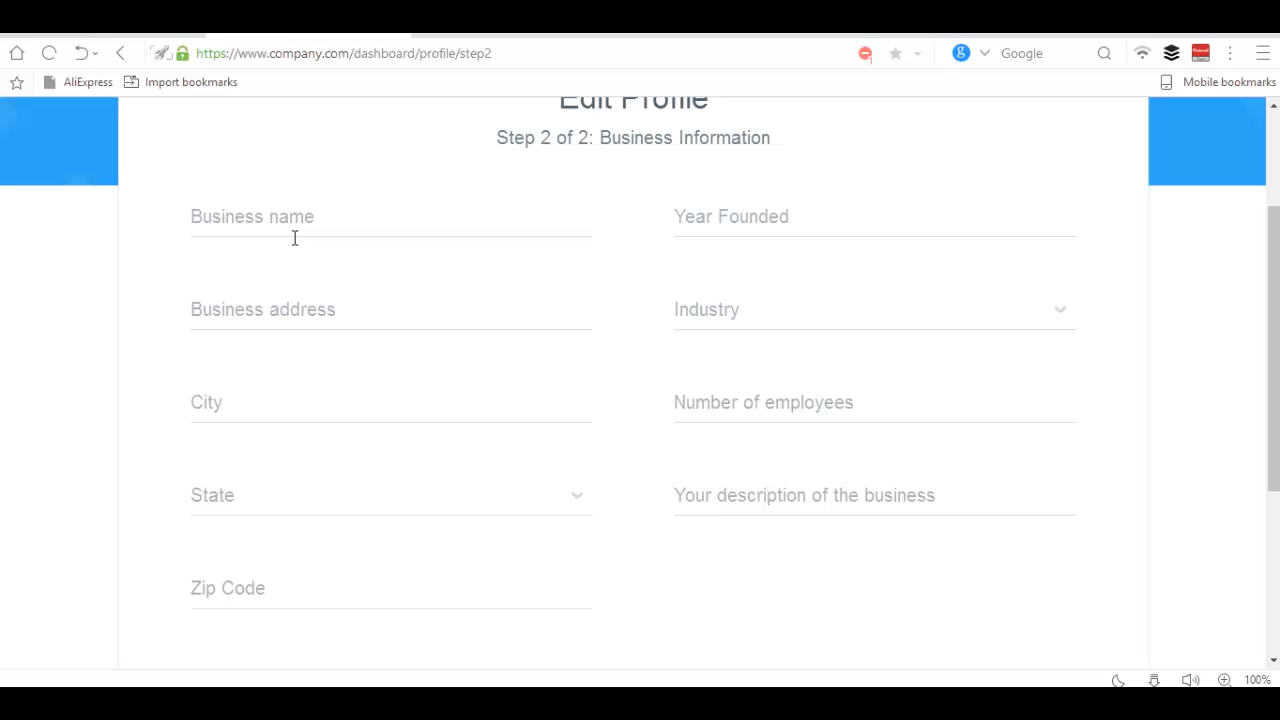 https://www.company.com/dashboard/profile/step2
g Google
AliExpress
Import bookmarks
Mobile bookmarks
Edit Profile
Step 2 of 2: Business Information
Business name
Year Founded
Business address
Industry
City
Number of employees
State
Your description of the business
Zip Code
100%